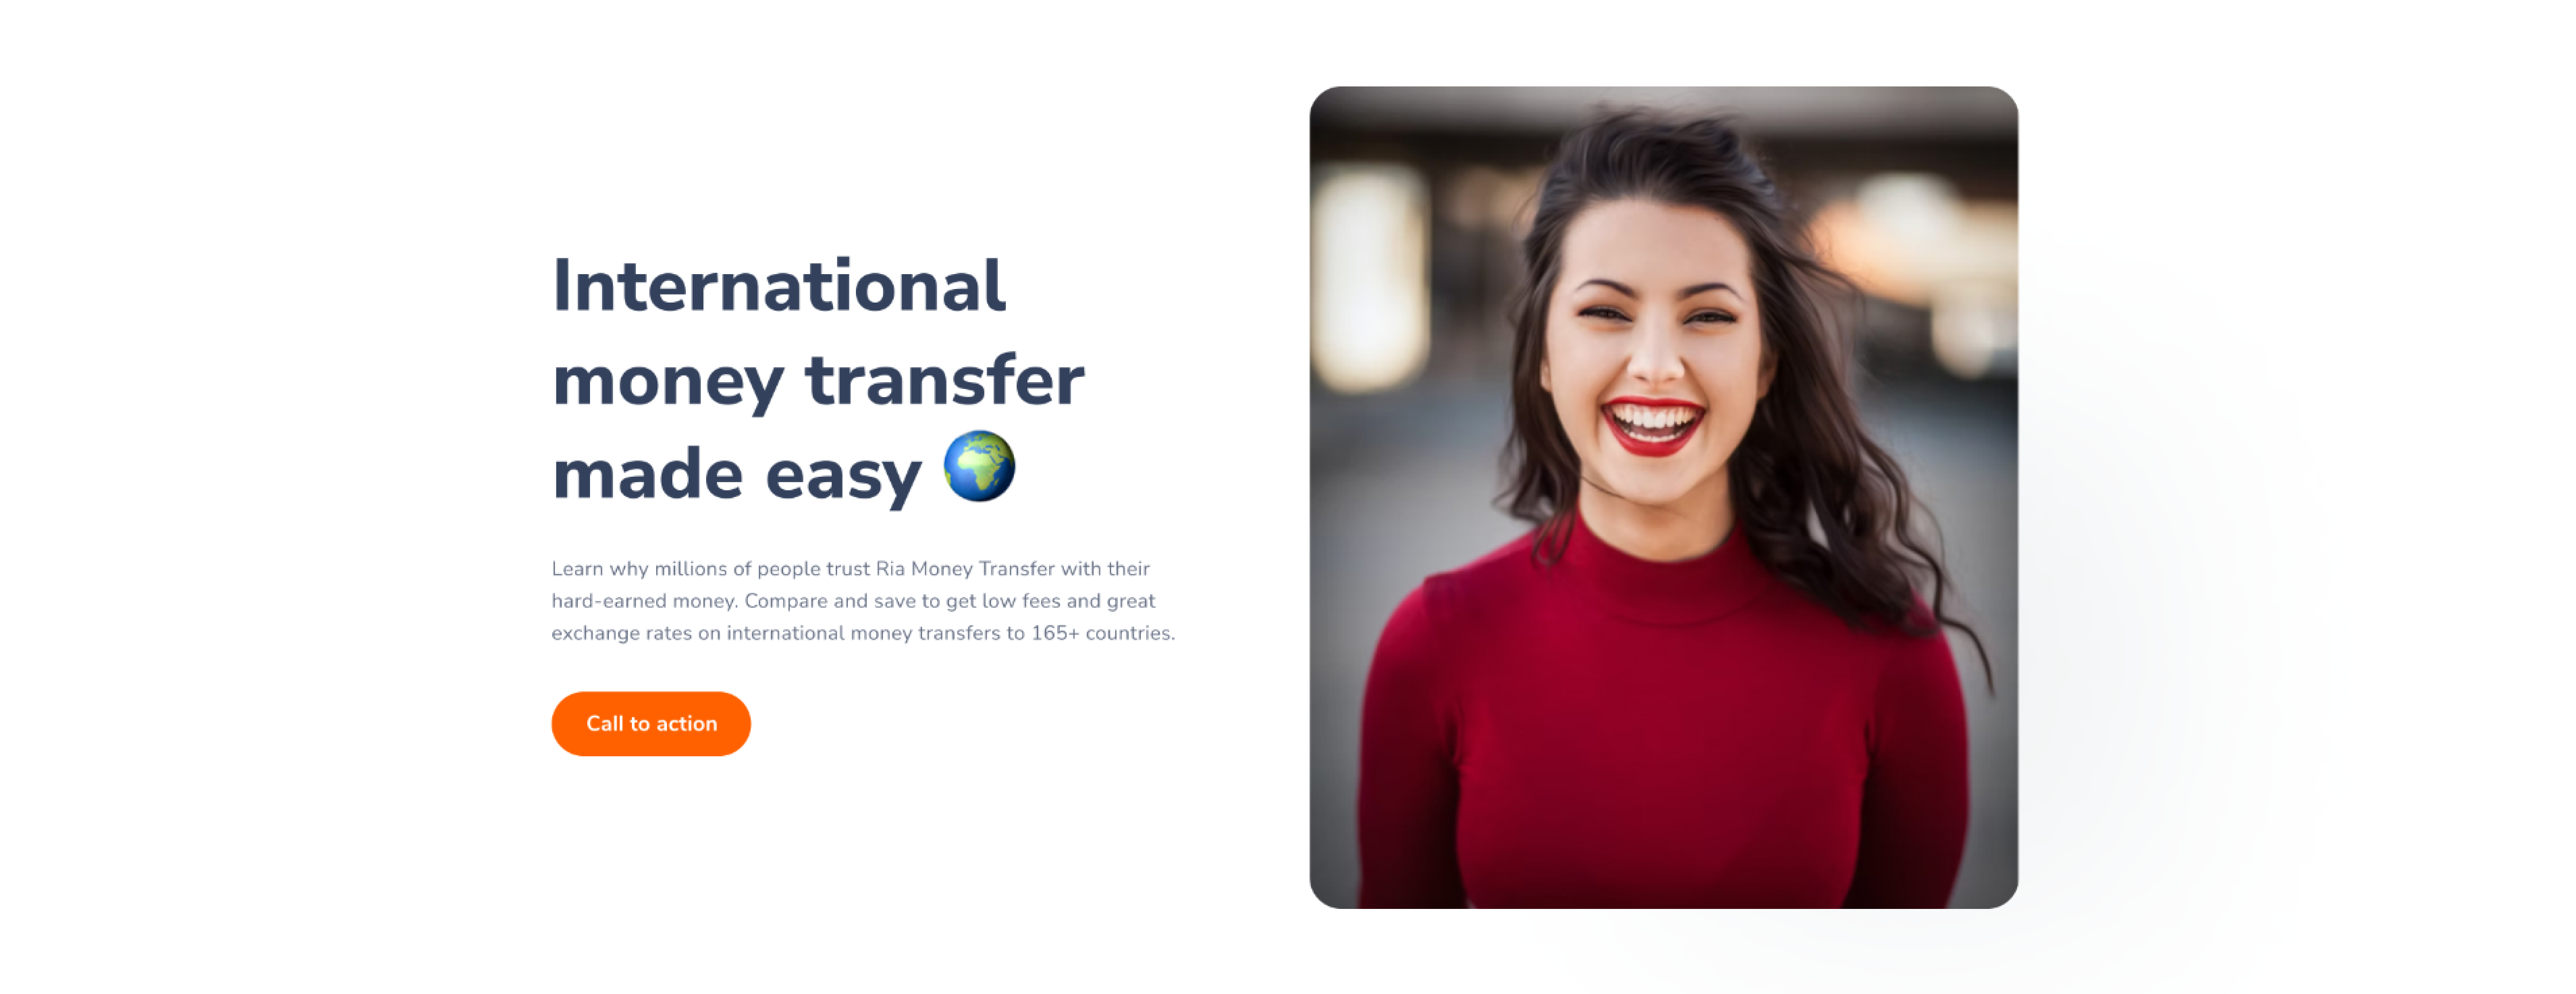 International
money transfer
made easy 🌍
Learn why millions of people trust Ria Money Transfer with their
hard-earned money. Compare and save to get low fees and great
exchange rates on international money transfers to 165+ countries.
Call to action